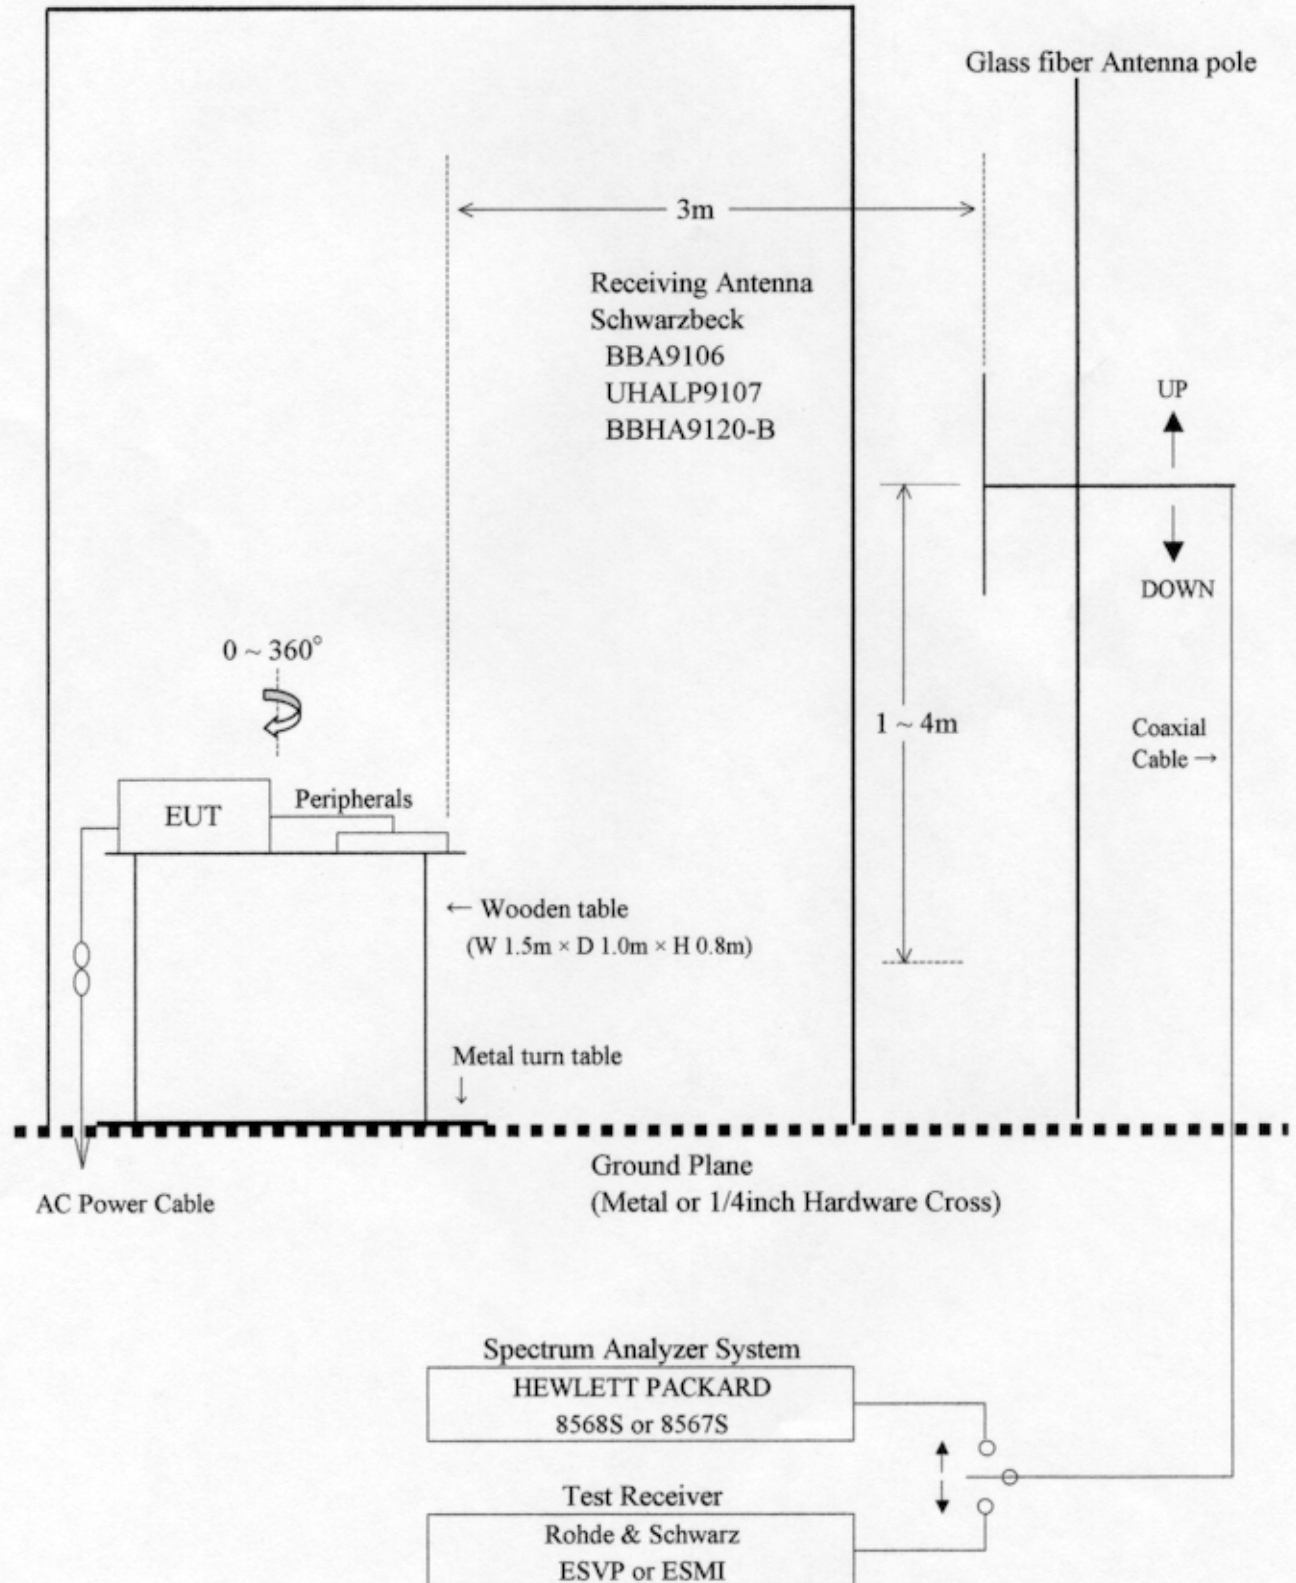 Glass fiber Antenna pole
3m
Receiving Antenna
Schwarzbeck
BBA9106
UHALP9107
BBHA9120-B
UP
DOWN
0 ~ 360°
1 ~ 4m
Coaxial
Cable →
EUT
Peripherals
← Wooden table
(W 1.5m × D 1.0m × H 0.8m)
Metal turn table
↓
Ground Plane
(Metal or 1/4inch Hardware Cross)
AC Power Cable
Spectrum Analyzer System
HEWLETT PACKARD
8568S or 8567S
Test Receiver
Rohde & Schwarz
ESVP or ESMI